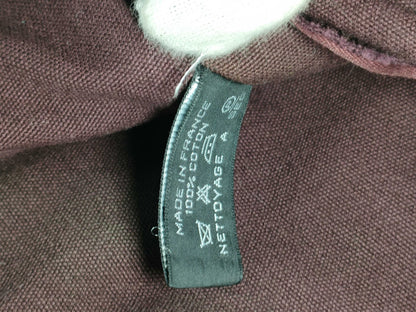 MADE IN FRANCE
100% COTON
NETTOYAGE A